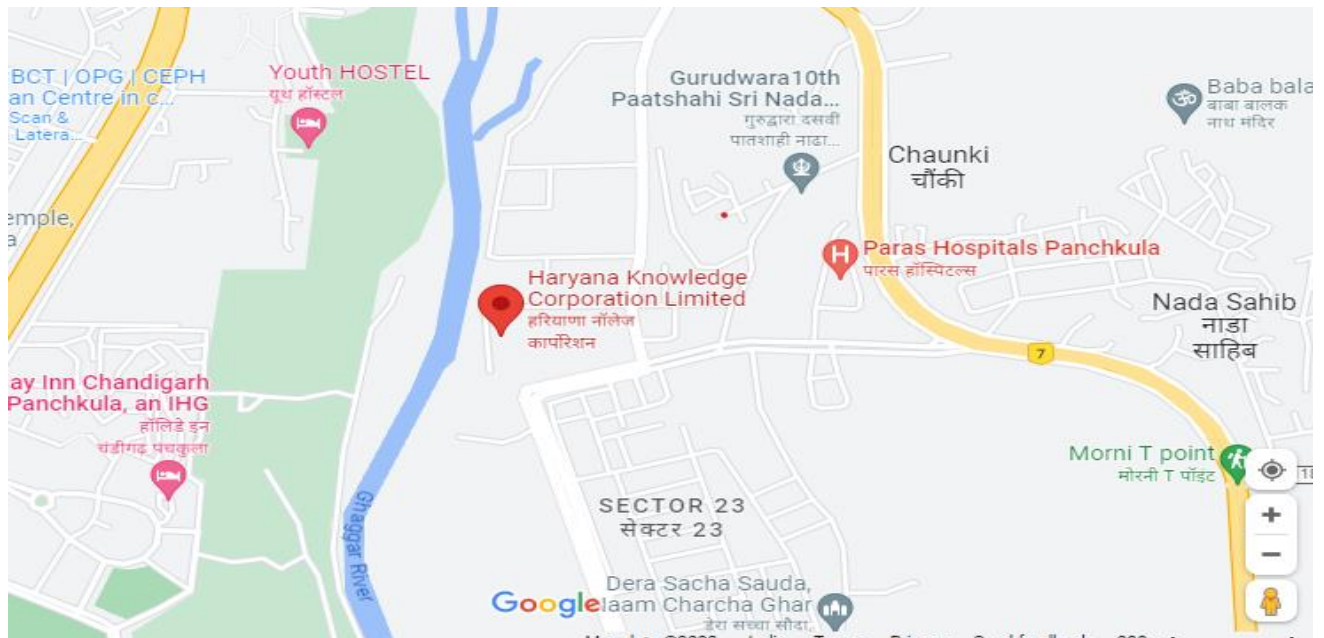 BCT | OPG | CEPH
an Centre in c...
Scan &
Latera...
Youth HOSTEL
यूथ हॉस्टल
Gurudwara10th
Paatshahi Sri Nada...
गुरुद्वारा दसवीं
पातशाही नाढा...
Baba bala
बाबा बालक
नाथ मंदिर
Chaunki
चौंकी
emple,
a
Paras Hospitals Panchkula
पारस हॉस्पिटल्स
Haryana Knowledge
Corporation Limited
हरियाणा नॉलेज
कार्पोरेशन
Nada Sahib
नाडा
साहिब
7
ay Inn Chandigarh
Panchkula, an IHG
हॉलिडे इन
चंडीगढ़ पंचकुला
Morni T point
मोरनी T पॉइंट
SECTOR 23
सेक्टर 23
Ghaggar River
Dera Sacha Sauda,
Naam Charcha Ghar
डेरा सच्चा सौदा,
Google